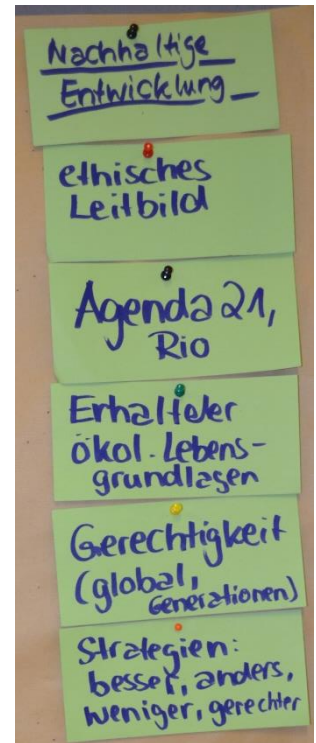 Nachhaltige
Entwicklung
ethisches
Leitbild
Agenda 21,
Rio
Erhalt der
ökol. Lebens-
grundlagen
Gerechtigkeit
(global,
Generationen)
Strategien:
besser, anders,
weniger, gerechter